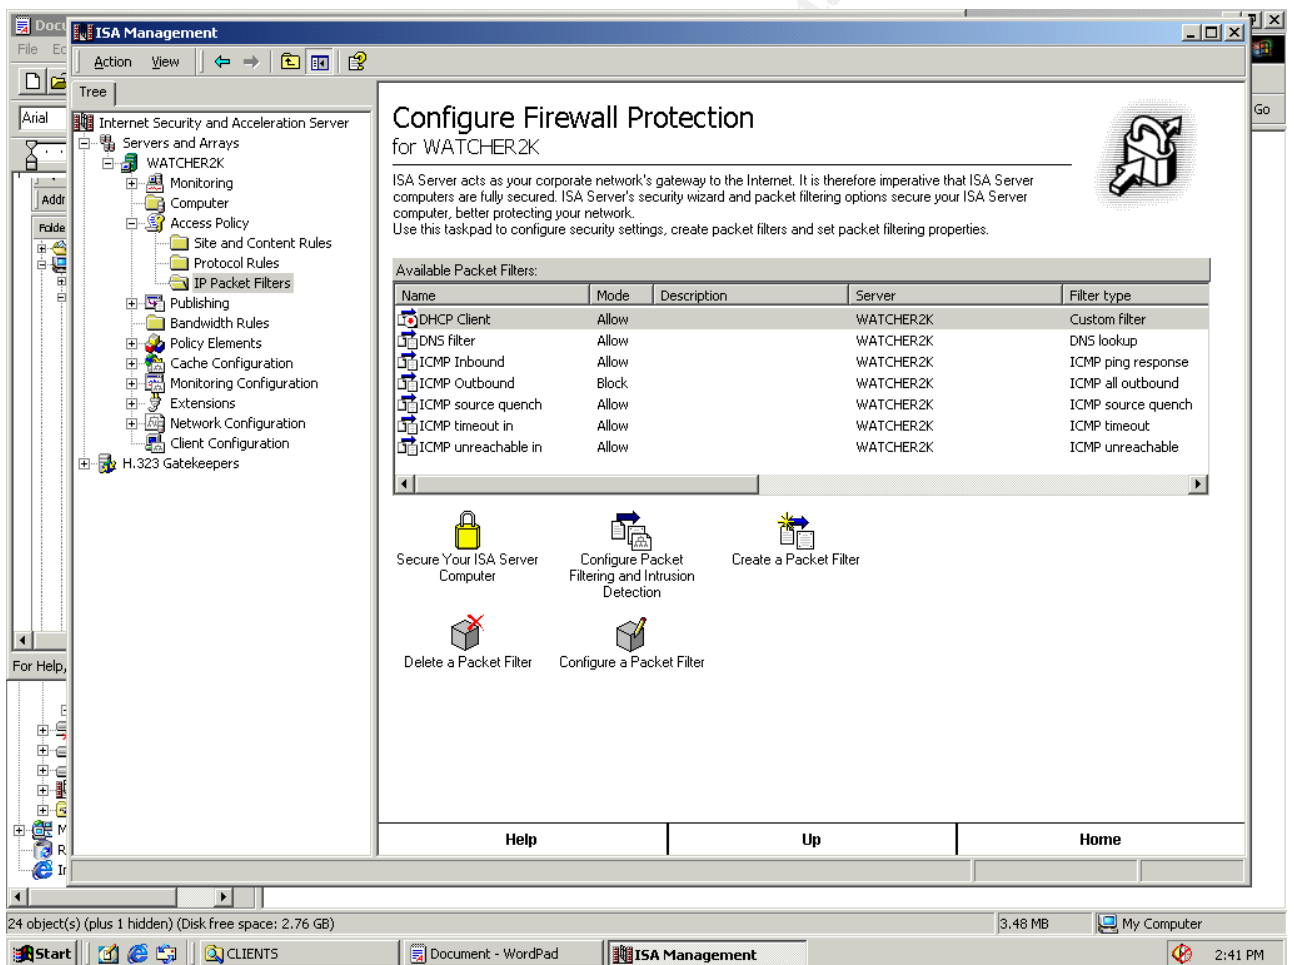 Docu
ISA Management
File Ed
Action View
Tree
Arial
Go
Internet Security and Acceleration Server
Servers and Arrays
WATCHER2K
Monitoring
Computer
Access Policy
Site and Content Rules
Protocol Rules
IP Packet Filters
Publishing
Bandwidth Rules
Policy Elements
Cache Configuration
Monitoring Configuration
Extensions
Network Configuration
Client Configuration
H.323 Gatekeepers
Addr
Folde
Configure Firewall Protection
for WATCHER2K
ISA Server acts as your corporate network's gateway to the Internet. It is therefore imperative that ISA Server
computers are fully secured. ISA Server's security wizard and packet filtering options secure your ISA Server
computer, better protecting your network.
Use this taskpad to configure security settings, create packet filters and set packet filtering properties.
Available Packet Filters:
Name Mode Description Server Filter type
DHCP Client Allow WATCHER2K Custom filter
DNS filter Allow WATCHER2K DNS lookup
ICMP Inbound Allow WATCHER2K ICMP ping response
ICMP Outbound Block WATCHER2K ICMP all outbound
ICMP source quench Allow WATCHER2K ICMP source quench
ICMP timeout in Allow WATCHER2K ICMP timeout
ICMP unreachable in Allow WATCHER2K ICMP unreachable
Secure Your ISA Server
Computer
Configure Packet
Filtering and Intrusion
Detection
Create a Packet Filter
Delete a Packet Filter
Configure a Packet Filter
For Help,
M
R
In
Help Up Home
24 object(s) (plus 1 hidden) (Disk free space: 2.76 GB) 3.48 MB My Computer
Start CLIENTS Document - WordPad ISA Management 2:41 PM